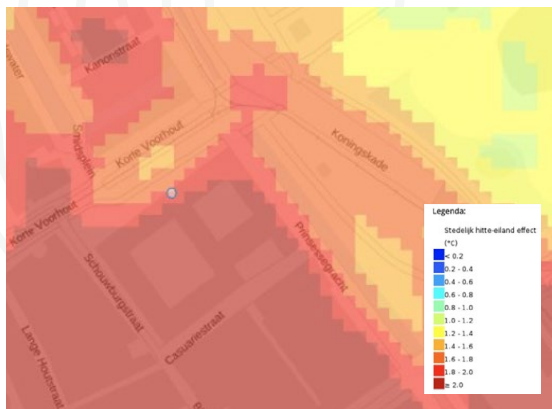 Kanonstraat
Smidsplein
Korte Voorhout
Koningskade
Korte Voorhout
Prinsessegracht
Schouwburgstraat
Casuariestraat
Lange Houtstraat
Legenda:
Stedelijk hitte-eiland effect
(°C)
< 0.2
0.2 - 0.4
0.4 - 0.6
0.6 - 0.8
0.8 - 1.0
1.0 - 1.2
1.2 - 1.4
1.4 - 1.6
1.6 - 1.8
1.8 - 2.0
≥ 2.0